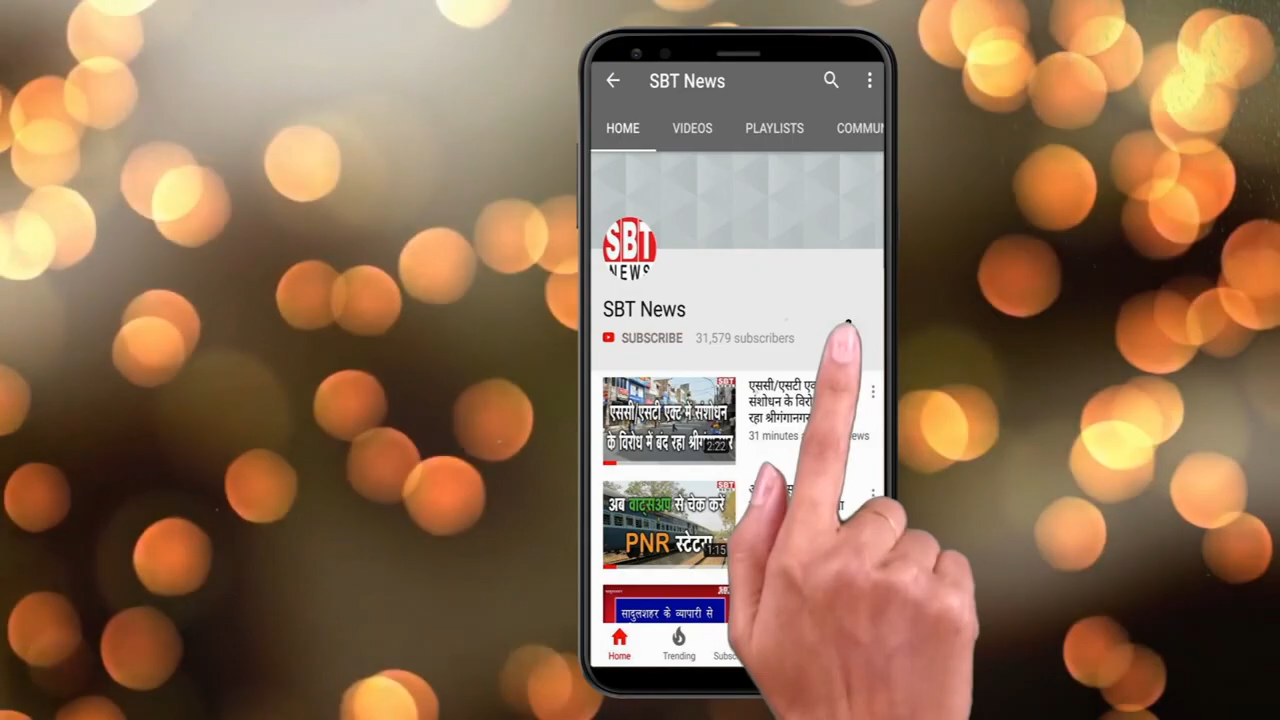 SBT News
HOME VIDEOS PLAYLISTS
SBT
NEWS
SBT News
SUBSCRIBE 31,579 subscribers
SBT
एससी एसटी एक्ट में संशोधन
के विरोध में बंद रहा
2:22
एससी/एसटी
संशोधन के
रहा श्रीगंगानगर
31 minutes
SBT
अब वाट्सअप से चेक करें
PNR स्टेटस
1:15
सादुलशहर के व्यापारी से
Home Trending